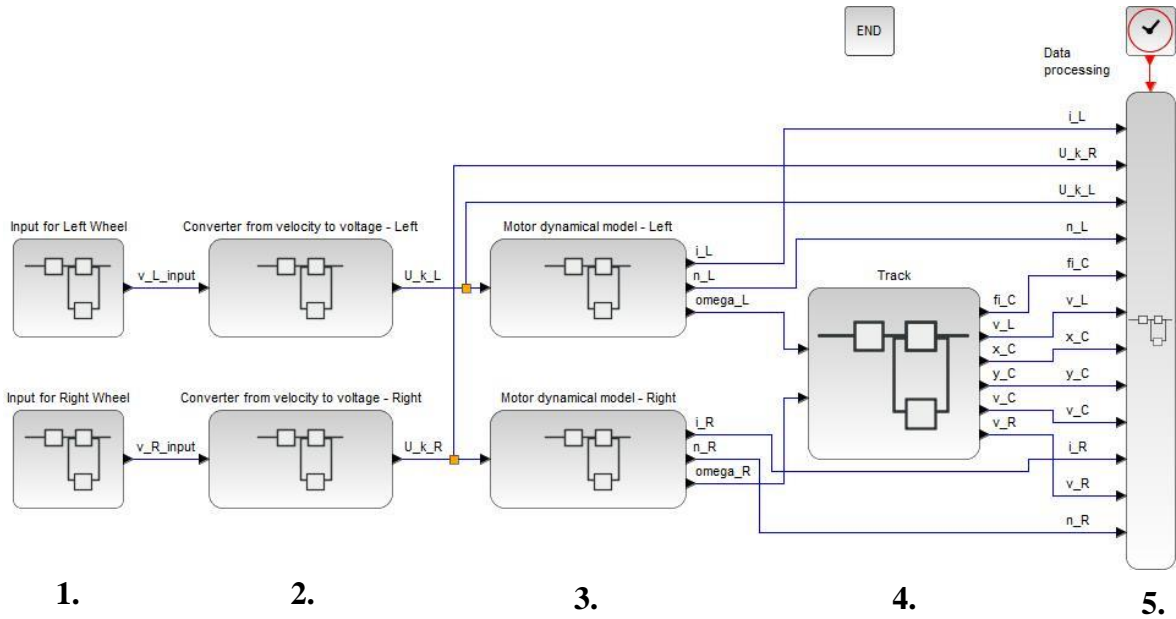 END
Data
processing
i_L
U_k_R
U_k_L
n_L
fi_C
v_L
x_C
y_C
v_C
i_R
v_R
n_R
Input for Left Wheel
v_L_input
Converter from velocity to voltage - Left
U_k_L
Motor dynamical model - Left
i_L
n_L
omega_L
Track
fi_C
v_L
x_C
y_C
v_C
v_R
Input for Right Wheel
v_R_input
Converter from velocity to voltage - Right
U_k_R
Motor dynamical model - Right
i_R
n_R
omega_R
1. 2. 3. 4. 5.